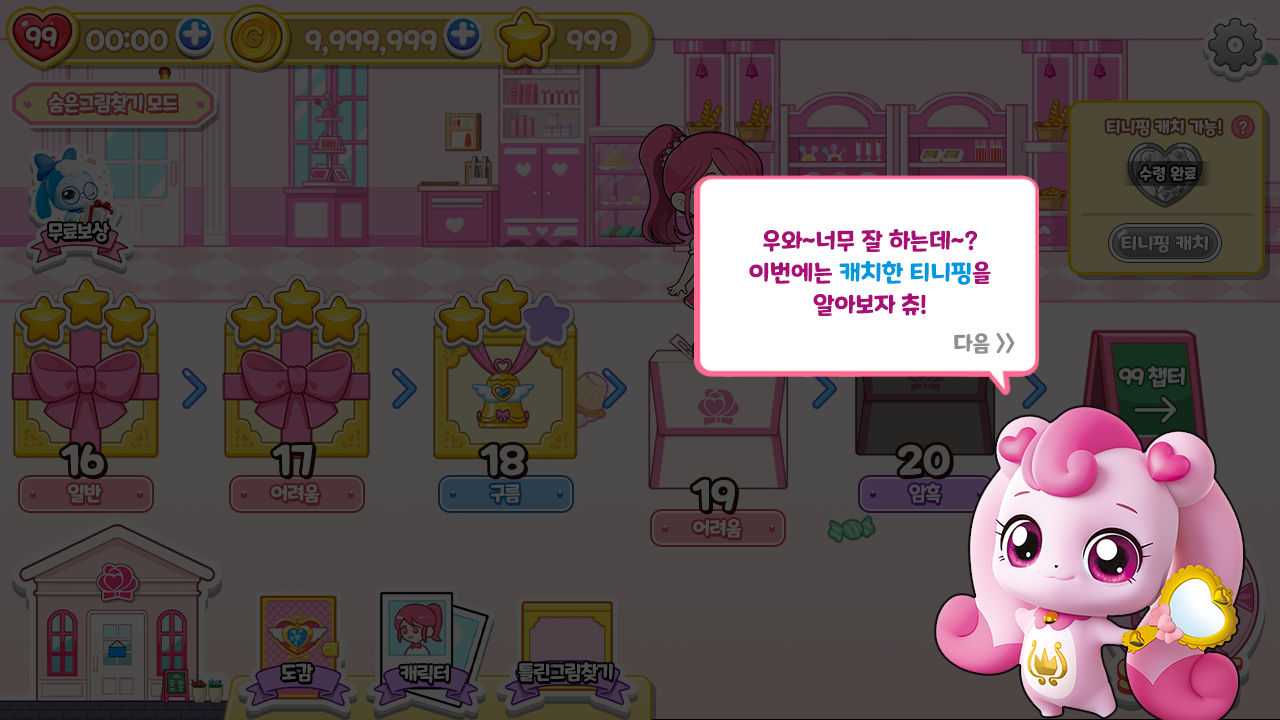 99
00:00
9,999,999
999
숨은그림찾기 모드
티니핑 캐치 가능!
?
수령 완료
티니핑 캐치
무료보상
우와~너무 잘 하는데~?
이번에는 캐치한 티니핑을
알아보자 츄!
다음 》
99 챕터
16
일반
17
어려움
18
구름
19
어려움
20
암흑
도감
캐릭터
틀린그림찾기